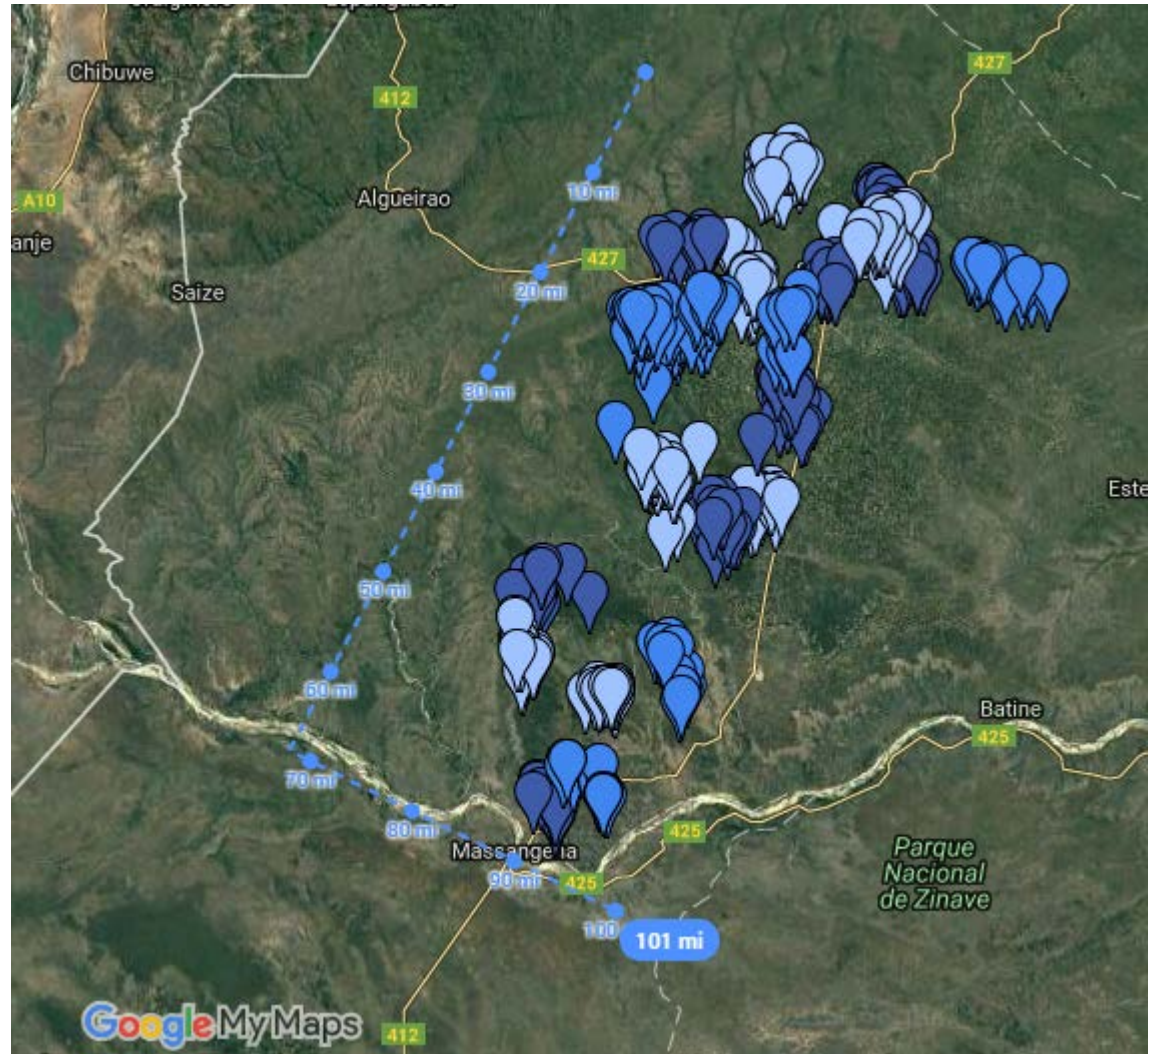 Chibuwe
427
412
A10
10 mi
Algueirao
anje
427
Saize
20 mi
30 mi
40 mi
Este
50 mi
60 mi
Batine
425
70 mi
80 mi
425
Parque
Nacional
de Zinave
90 mi
425
100
101 mi
Google My Maps
412